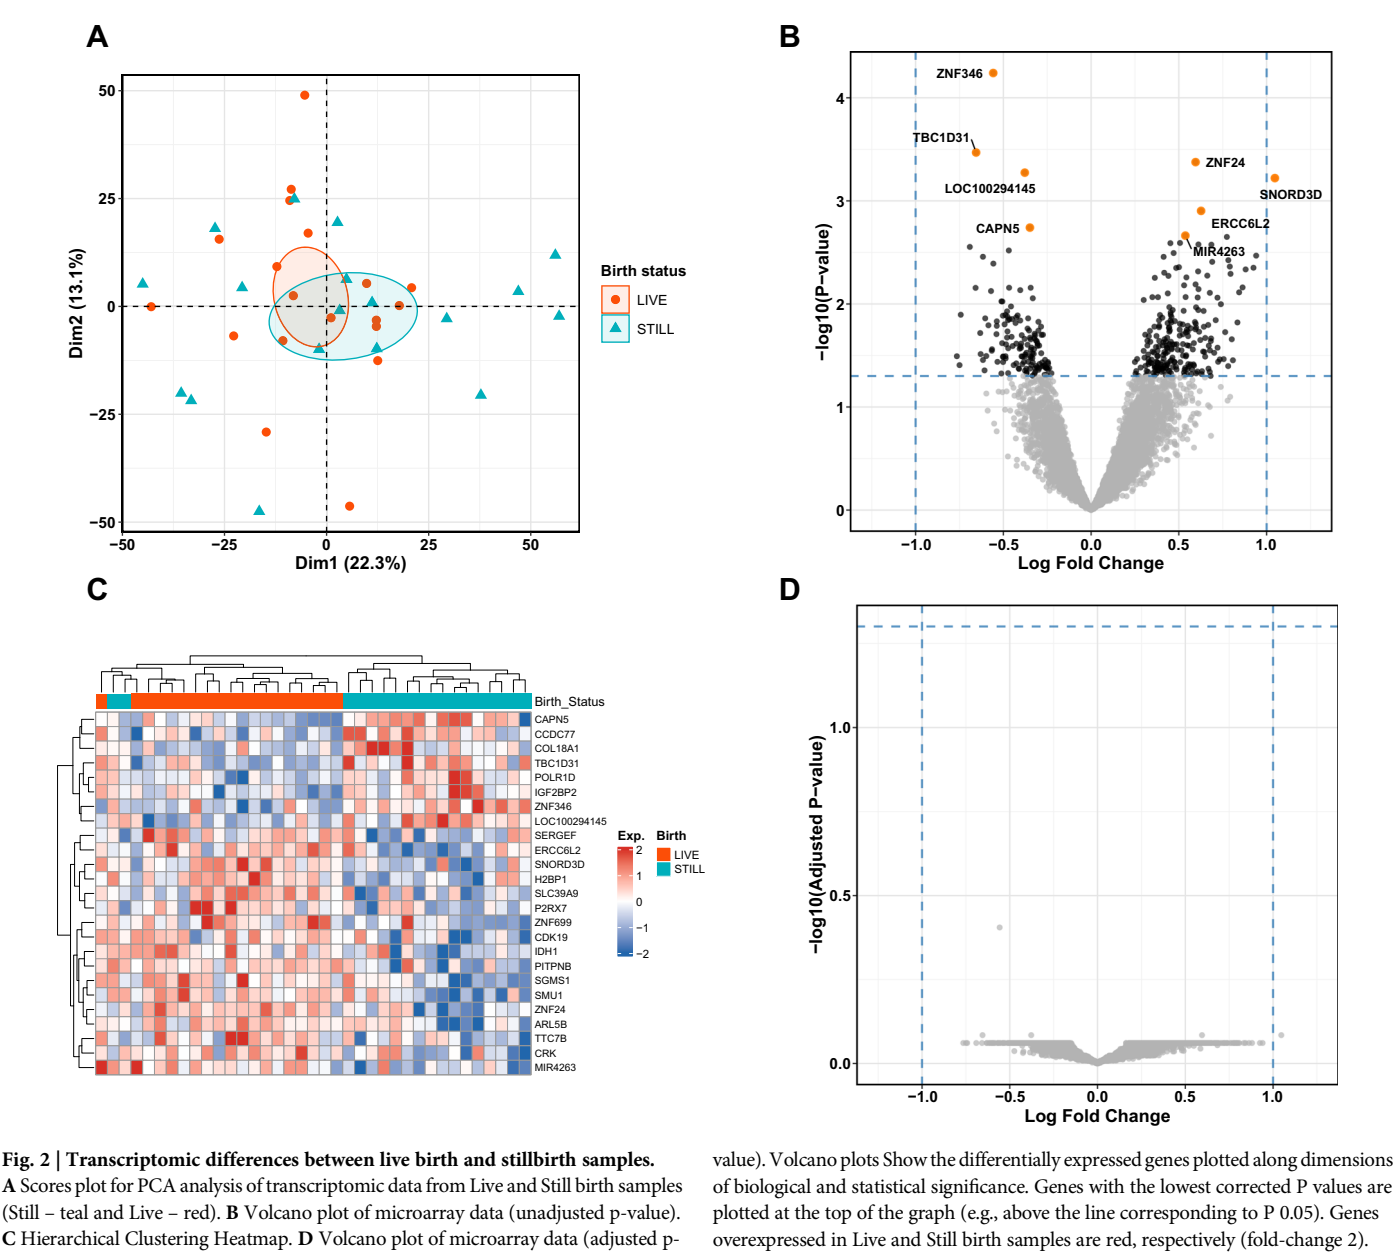 A
50
25
0
−25
−50
−50
−25
0
25
50
Dim2 (13.1%)
Dim1 (22.3%)
Birth status
LIVE
STILL
B
ZNF346
TBC1D31
LOC100294145
CAPN5
ZNF24
SNORD3D
ERCC6L2
MIR4263
4
3
2
1
0
−1.0
−0.5
0.0
0.5
1.0
−log10(P−value)
Log Fold Change
C
Birth_Status
CAPN5
CCDC77
COL18A1
TBC1D31
POLR1D
IGF2BP2
ZNF346
LOC100294145
SERGEF
ERCC6L2
SNORD3D
H2BP1
SLC39A9
P2RX7
ZNF699
CDK19
IDH1
PITPNB
SGMS1
SMU1
ZNF24
ARL5B
TTC7B
CRK
MIR4263
Exp.
2
1
0
−1
−2
Birth
LIVE
STILL
D
1.0
0.5
0.0
−1.0
−0.5
0.0
0.5
1.0
−log10(Adjusted P−value)
Log Fold Change
Fig. 2 | Transcriptomic differences between live birth and stillbirth samples.
A Scores plot for PCA analysis of transcriptomic data from Live and Still birth samples
(Still – teal and Live – red). B Volcano plot of microarray data (unadjusted p-value).
C Hierarchical Clustering Heatmap. D Volcano plot of microarray data (adjusted p-
value). Volcano plots Show the differentially expressed genes plotted along dimensions
of biological and statistical significance. Genes with the lowest corrected P values are
plotted at the top of the graph (e.g., above the line corresponding to P 0.05). Genes
overexpressed in Live and Still birth samples are red, respectively (fold-change 2).